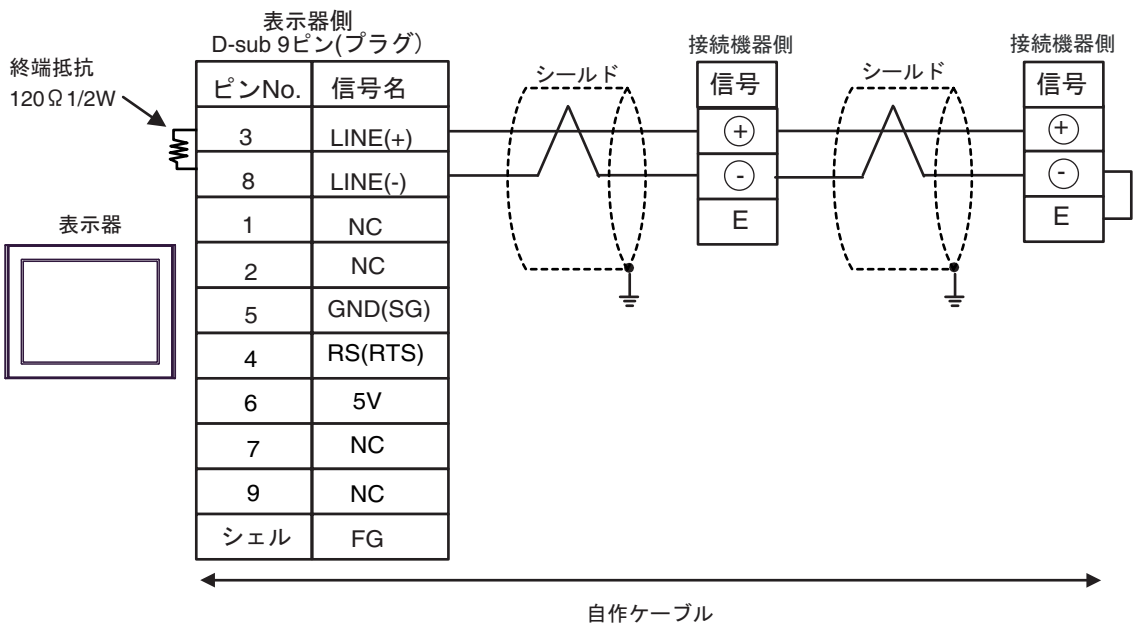 表示器側
D-sub 9ピン(プラグ)
終端抵抗
120Ω1/2W
表示器
ピンNo. 信号名
3 LINE(+)
8 LINE(-)
1 NC
2 NC
5 GND(SG)
4 RS(RTS)
6 5V
7 NC
9 NC
シェル FG
シールド
接続機器側
信号
+
-
E
シールド
接続機器側
信号
+
-
E
自作ケーブル